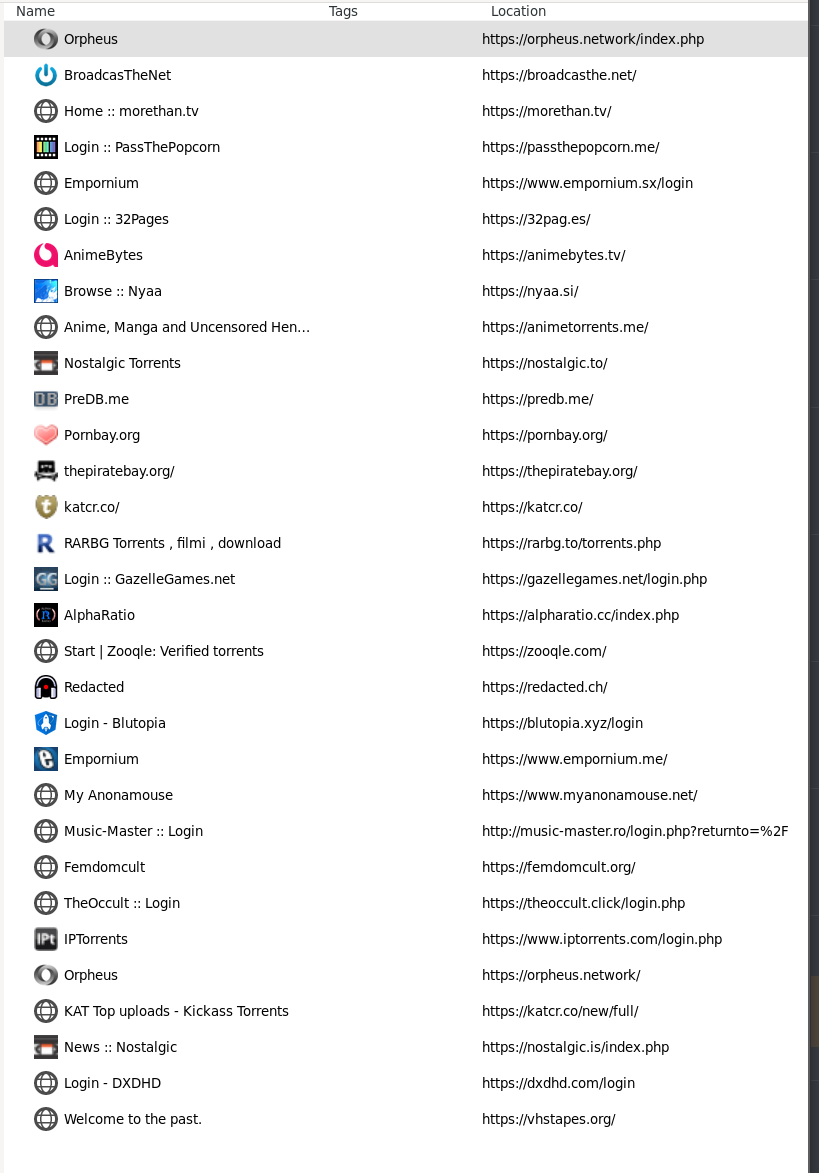 Name Tags Location
Orpheus https://orpheus.network/index.php
BroadcasTheNet https://broadcasthe.net/
Home :: morethan.tv https://morethan.tv/
Login :: PassThePopcorn https://passthepopcorn.me/
Empornium https://www.empornium.sx/login
Login :: 32Pages https://32pag.es/
AnimeBytes https://animebytes.tv/
Browse :: Nyaa https://nyaa.si/
Anime, Manga and Uncensored Hen... https://animetorrents.me/
Nostalgic Torrents https://nostalgic.to/
DB PreDB.me https://predb.me/
Pornbay.org https://pornbay.org/
thepiratebay.org/ https://thepiratebay.org/
t katcr.co/ https://katcr.co/
R RARBG Torrents , filmi , download https://rarbg.to/torrents.php
GG Login :: GazelleGames.net https://gazellegames.net/login.php
AlphaRatio https://alpharatio.cc/index.php
Start | Zooqle: Verified torrents https://zooqle.com/
Redacted https://redacted.ch/
Login - Blutopia https://blutopia.xyz/login
e Empornium https://www.empornium.me/
My Anonamouse https://www.myanonamouse.net/
Music-Master :: Login http://music-master.ro/login.php?returnto=%2F
Femdomcult https://femdomcult.org/
TheOccult :: Login https://theoccult.click/login.php
IPt IPTorrents https://www.iptorrents.com/login.php
Orpheus https://orpheus.network/
KAT Top uploads - Kickass Torrents https://katcr.co/new/full/
News :: Nostalgic https://nostalgic.is/index.php
Login - DXDHD https://dxdhd.com/login
Welcome to the past. https://vhstapes.org/